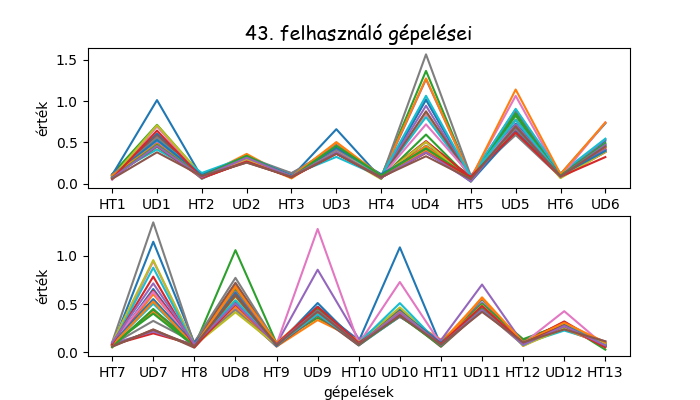 43. felhasználó gépelései
érték
1.5
1.0
0.5
0.0
HT1 UD1 HT2 UD2 HT3 UD3 HT4 UD4 HT5 UD5 HT6 UD6
érték
1.0
0.5
0.0
HT7 UD7 HT8 UD8 HT9 UD9 HT10 UD10 HT11 UD11 HT12 UD12 HT13
gépelések